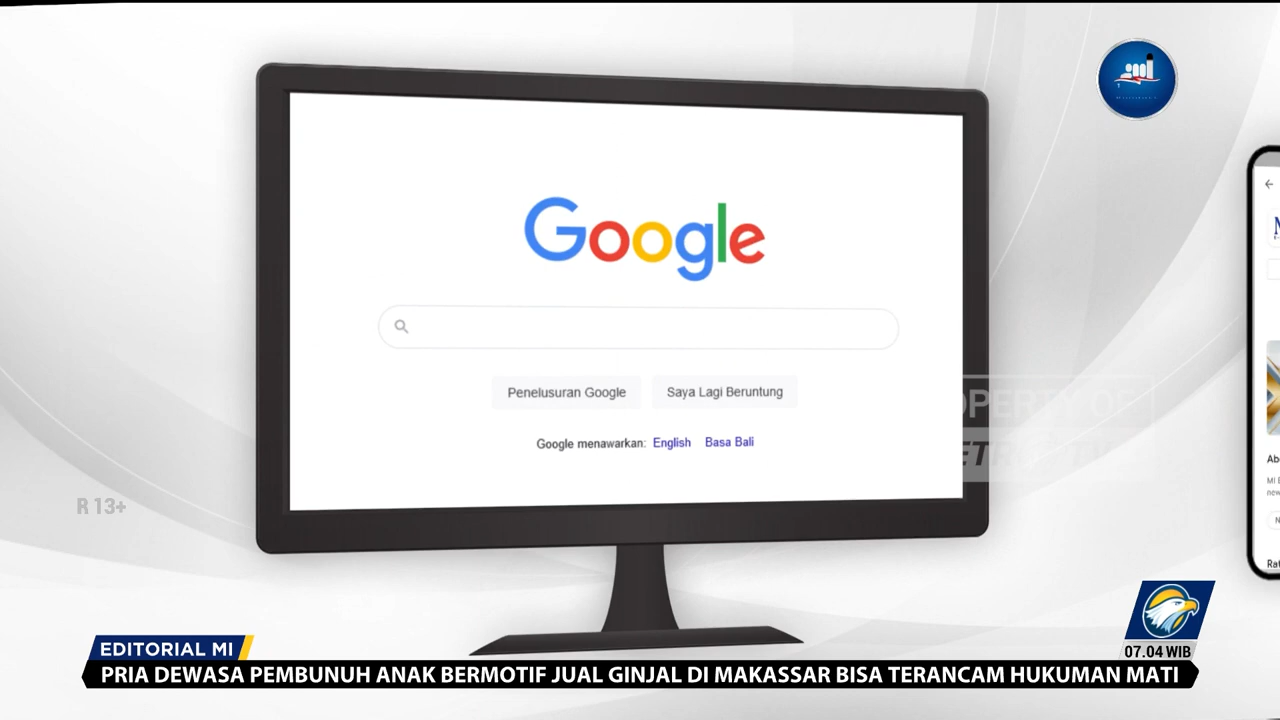 Google
Penelusuran Google
Saya Lagi Beruntung
Google menawarkan: English Basa Bali
R 13+
EDITORIAL MI
07.04 WIB
PRIA DEWASA PEMBUNUH ANAK BERMOTIF JUAL GINJAL DI MAKASSAR BISA TERANCAM HUKUMAN MATI